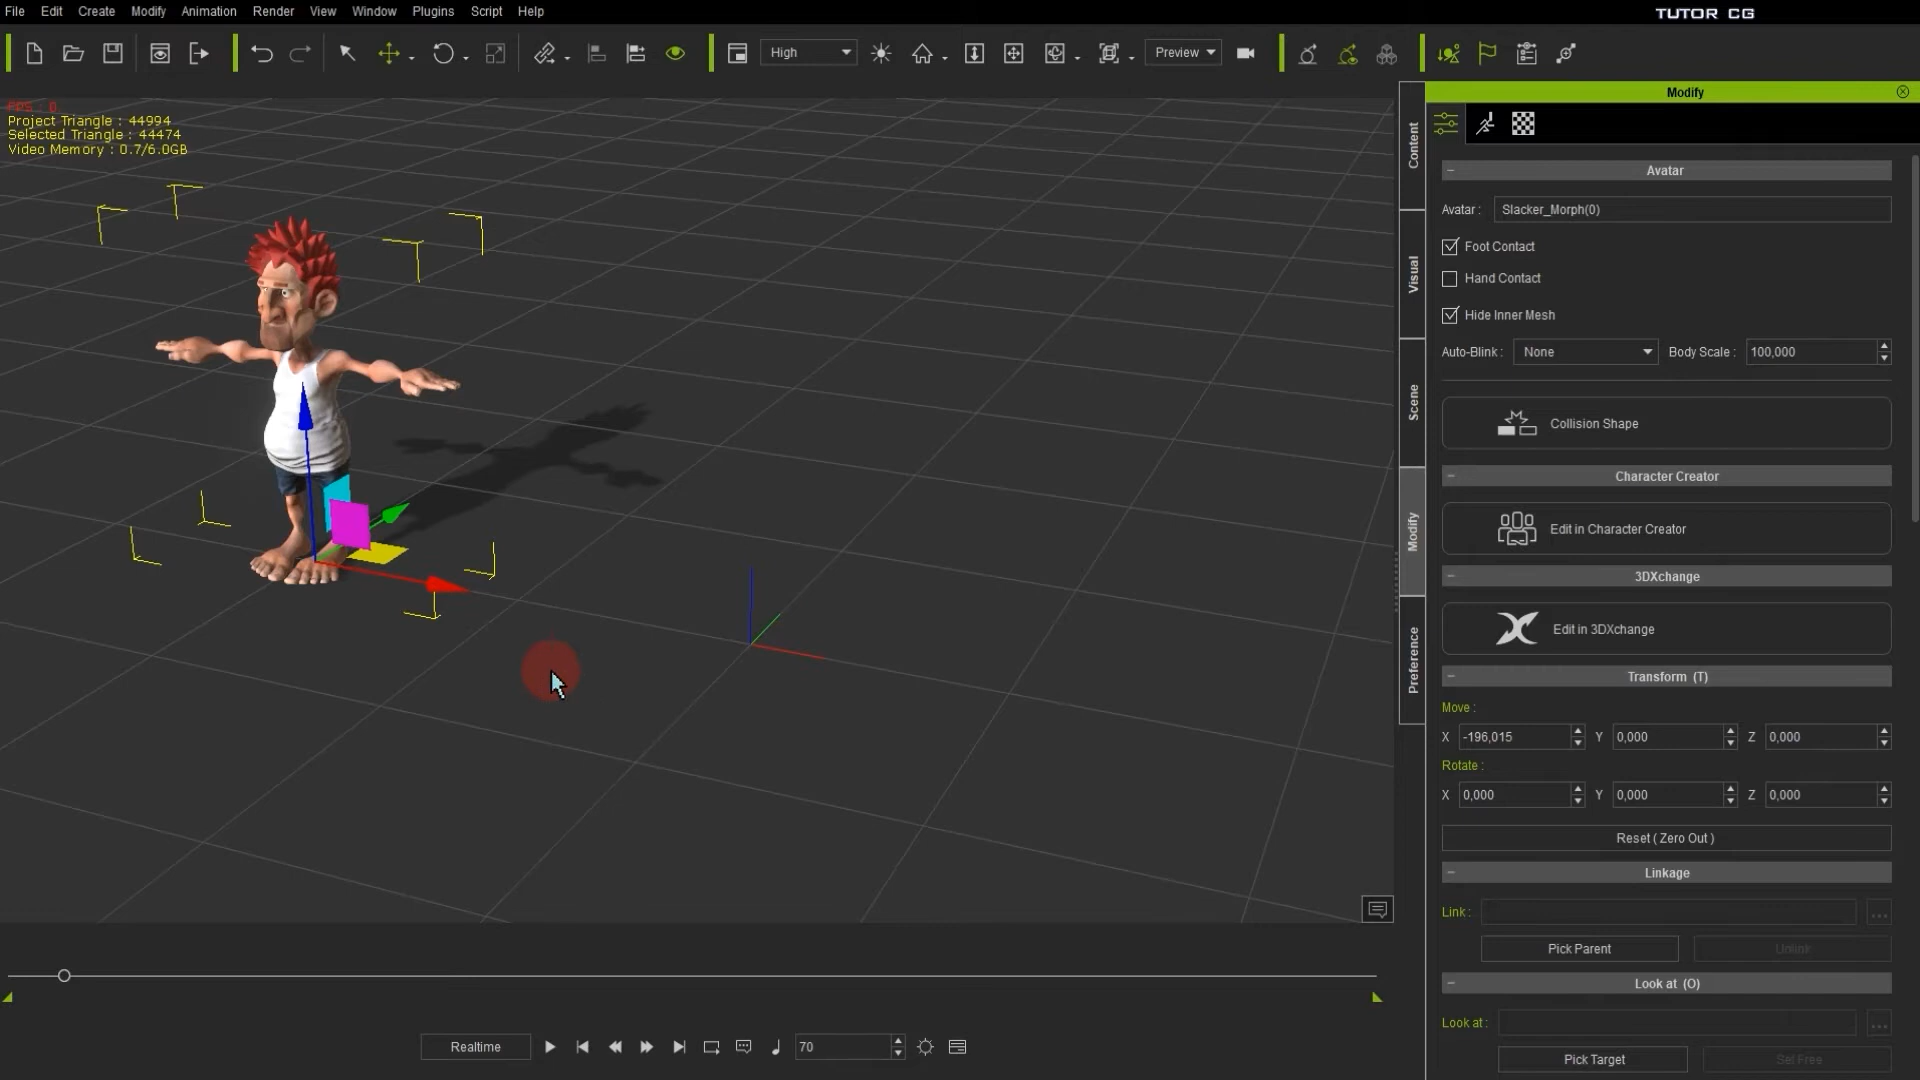 File Edit Create Modify Animation Render View Window Plugins Script Help
TUTOR CG
High
Preview
FPS : 0
Project Triangle : 44994
Selected Triangle : 44474
Video Memory : 0.7/6.0GB
Content
Visual
Scene
Modify
Preference
Modify
Avatar
Avatar : Slacker_Morph(0)
Foot Contact
Hand Contact
Hide Inner Mesh
Auto-Blink : None Body Scale : 100,000
Collision Shape
Character Creator
Edit in Character Creator
3DXchange
Edit in 3DXchange
Transform (T)
Move :
X -196,015 Y 0,000 Z 0,000
Rotate :
X 0,000 Y 0,000 Z 0,000
Reset ( Zero Out )
Linkage
Link : ...
Pick Parent Unlink
Look at (O)
Look at : ...
Pick Target Set Free
Realtime 70